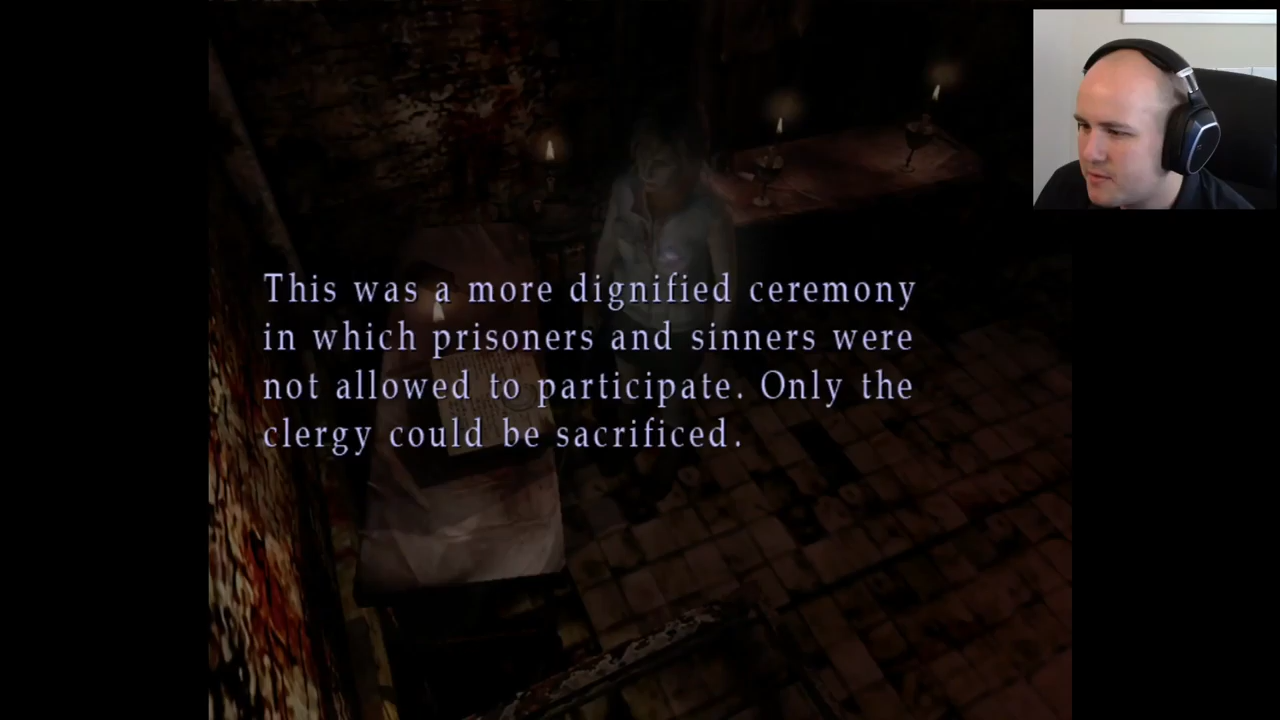 This was a more dignified ceremony
in which prisoners and sinners were
not allowed to participate. Only the
clergy could be sacrificed.